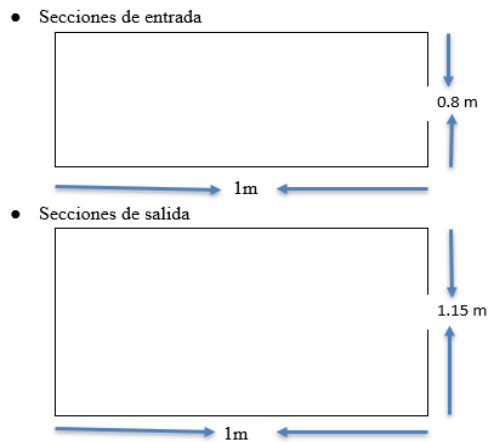 ● Secciones de entrada
0.8 m
1m
● Secciones de salida
1.15 m
1m